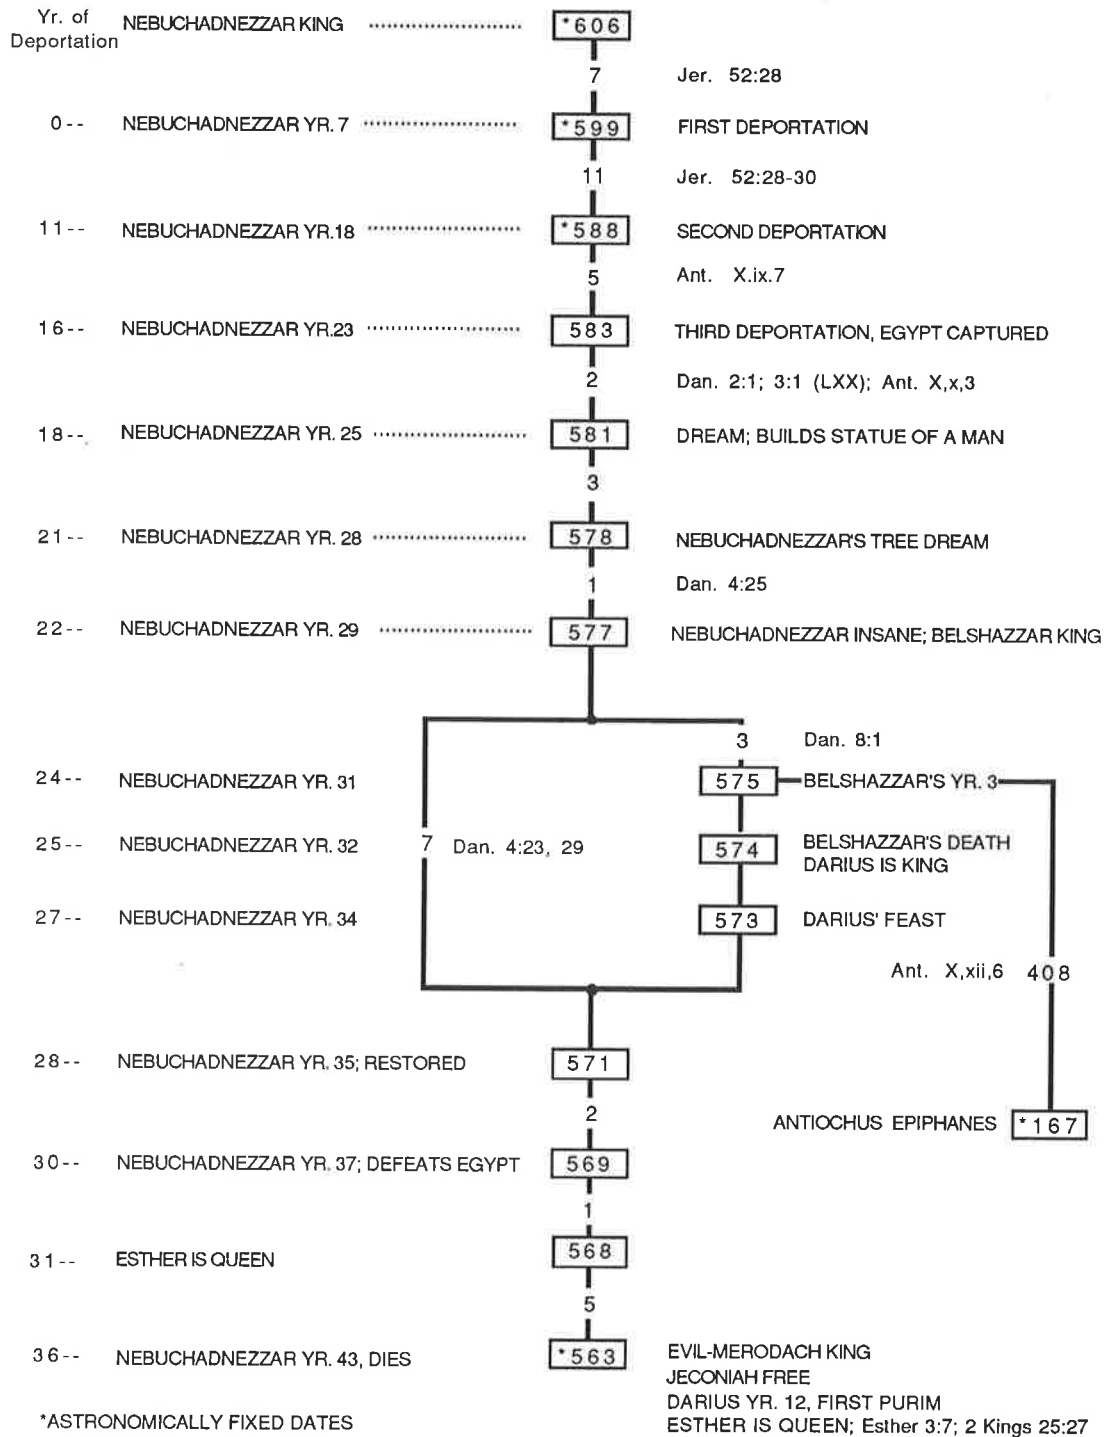 Yr. of
Deportation
NEBUCHADNEZZAR KING ........................ *606
7 Jer. 52:28
0-- NEBUCHADNEZZAR YR. 7 ........................ *599 FIRST DEPORTATION
11 Jer. 52:28-30
11-- NEBUCHADNEZZAR YR.18 ........................ *588 SECOND DEPORTATION
5 Ant. X.ix.7
16-- NEBUCHADNEZZAR YR.23 ........................ 583 THIRD DEPORTATION, EGYPT CAPTURED
2 Dan. 2:1; 3:1 (LXX); Ant. X,x,3
18-- NEBUCHADNEZZAR YR. 25 ........................ 581 DREAM; BUILDS STATUE OF A MAN
3
21-- NEBUCHADNEZZAR YR. 28 ........................ 578 NEBUCHADNEZZAR'S TREE DREAM
1 Dan. 4:25
22-- NEBUCHADNEZZAR YR. 29 ........................ 577 NEBUCHADNEZZAR INSANE; BELSHAZZAR KING
3 Dan. 8:1
24-- NEBUCHADNEZZAR YR. 31 575 BELSHAZZAR'S YR. 3
25-- NEBUCHADNEZZAR YR. 32 7 Dan. 4:23, 29 574 BELSHAZZAR'S DEATH
DARIUS IS KING
27-- NEBUCHADNEZZAR YR. 34 573 DARIUS' FEAST
Ant. X,xii,6 408
28-- NEBUCHADNEZZAR YR. 35; RESTORED 571
2
ANTIOCHUS EPIPHANES *167
30-- NEBUCHADNEZZAR YR. 37; DEFEATS EGYPT 569
1
31-- ESTHER IS QUEEN 568
5
36-- NEBUCHADNEZZAR YR. 43, DIES *563 EVIL-MERODACH KING
JECONIAH FREE
DARIUS YR. 12, FIRST PURIM
*ASTRONOMICALLY FIXED DATES ESTHER IS QUEEN; Esther 3:7; 2 Kings 25:27